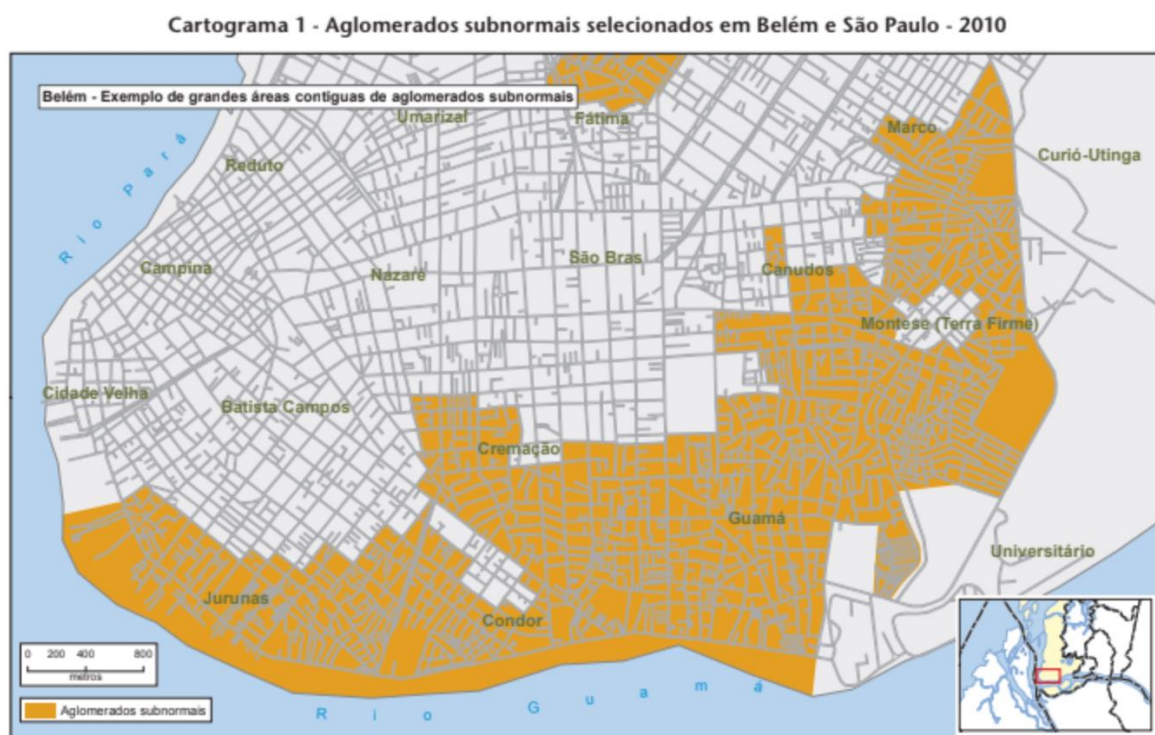 Cartograma 1 - Aglomerados subnormais selecionados em Belém e São Paulo - 2010
Belém - Exemplo de grandes áreas contiguas de aglomerados subnormais
Umarizal
Fátima
Marco
Curió-Utinga
Reduto
Rio Pará
Campina
Nazaré
São Bras
Canudos
Montese (Terra Firme)
Cidade Velha
Batista Campos
Cremação
Guamá
Universitário
Jurunas
Condor
0 200 400 800
metros
Aglomerados subnormais
Rio Guamá